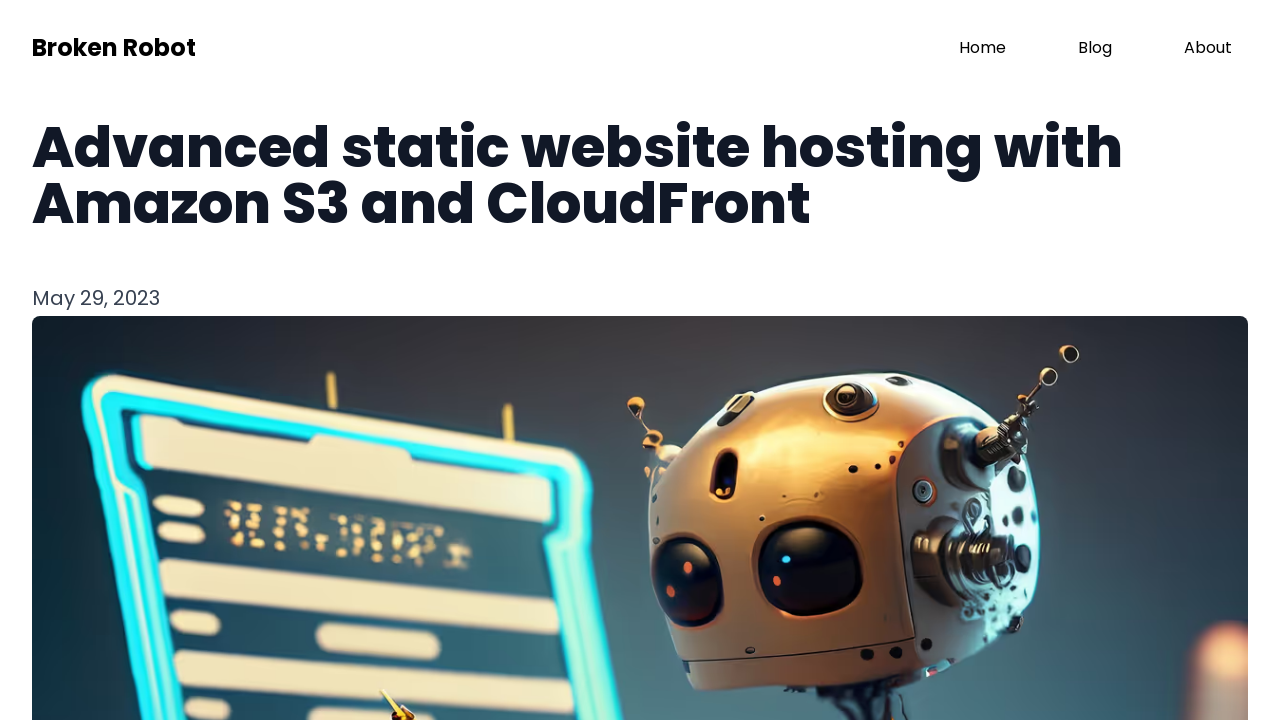 Broken Robot
Home
Blog
About
Advanced static website hosting with
Amazon S3 and CloudFront
May 29, 2023